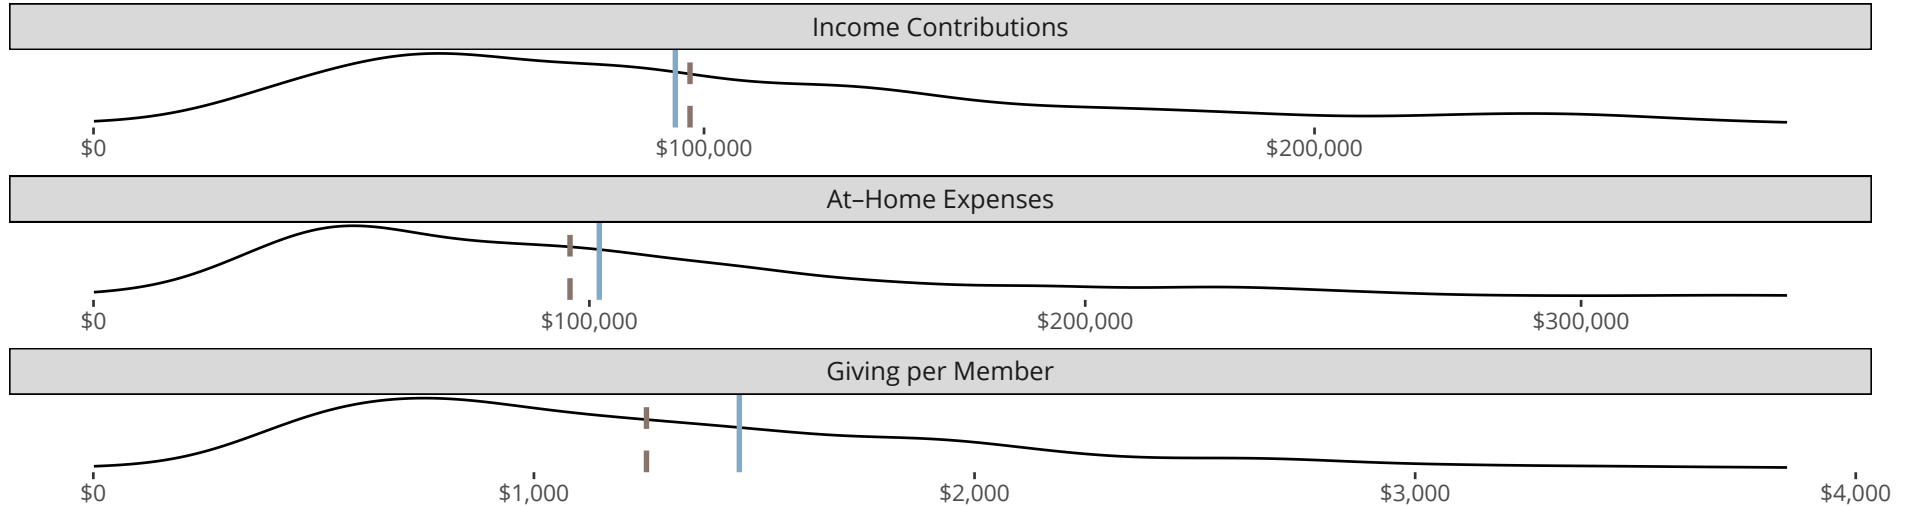 Income Contributions
$0 $100,000 $200,000
At–Home Expenses
$0 $100,000 $200,000 $300,000
Giving per Member
$0 $1,000 $2,000 $3,000 $4,000